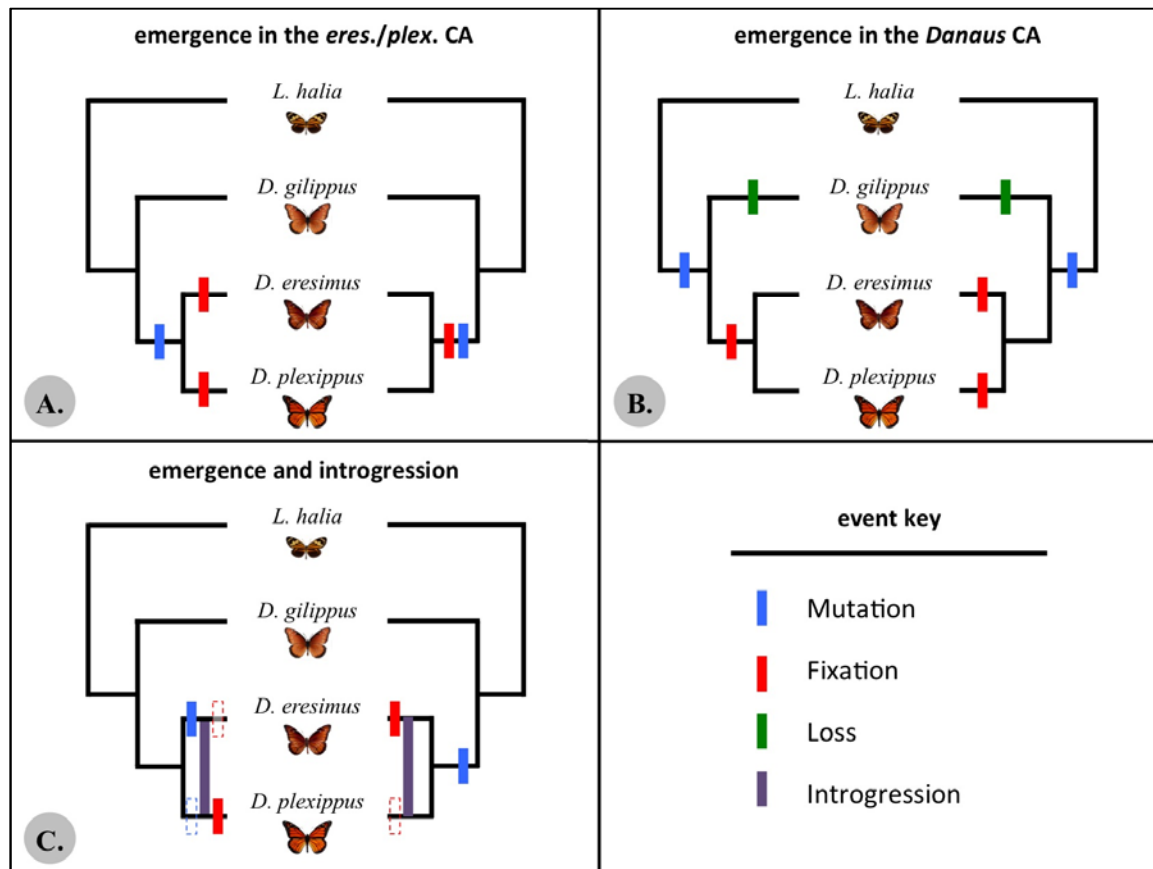 emergence in the eres./plex. CA
L. halia
D. gilippus
D. eresimus
D. plexippus
A.
emergence in the Danaus CA
L. halia
D. gilippus
D. eresimus
D. plexippus
B.
emergence and introgression
L. halia
D. gilippus
D. eresimus
D. plexippus
C.
event key
Mutation
Fixation
Loss
Introgression